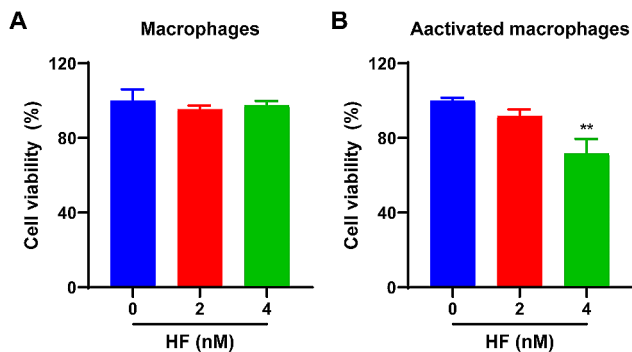 A
Macrophages
Cell viability (%)
120
80
40
0
0 2 4
HF (nM)
B
Aactivated macrophages
Cell viability (%)
120
80
40
0
**
0 2 4
HF (nM)